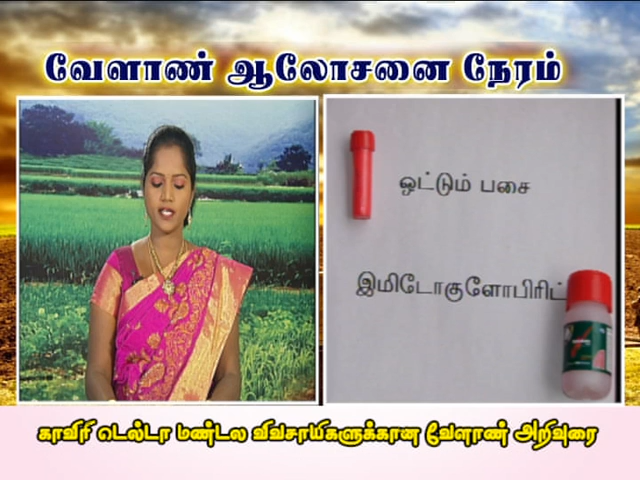 வேளாண் ஆலோசனை நேரம்
ஒட்டும் பசை
இமிடோகுளோபிரிட்
காவிரி டெல்டா மண்டல விவசாயிகளுக்கான வேளாண் அறிவுரை